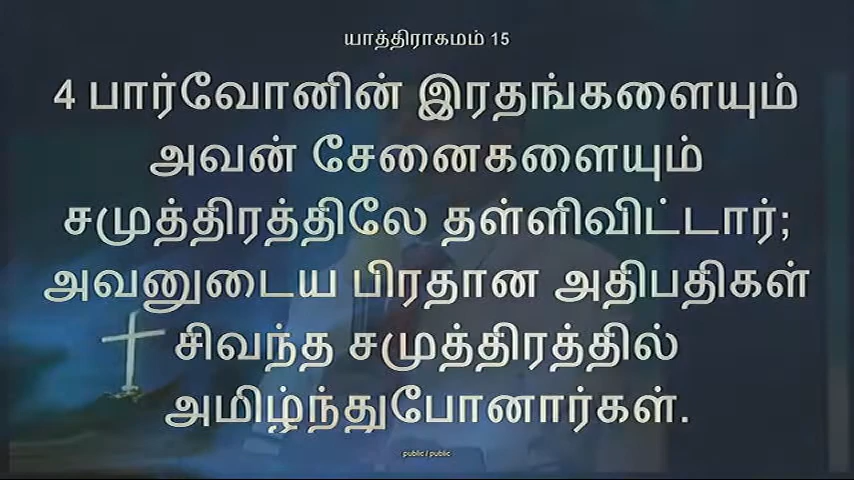 யாத்திராகமம் 15
4 பார்வோனின் இரதங்களையும்
அவன் சேனைகளையும்
சமுத்திரத்திலே தள்ளிவிட்டார்;
அவனுடைய பிரதான அதிபதிகள்
சிவந்த சமுத்திரத்தில்
அமிழ்ந்துபோனார்கள்.
public / public